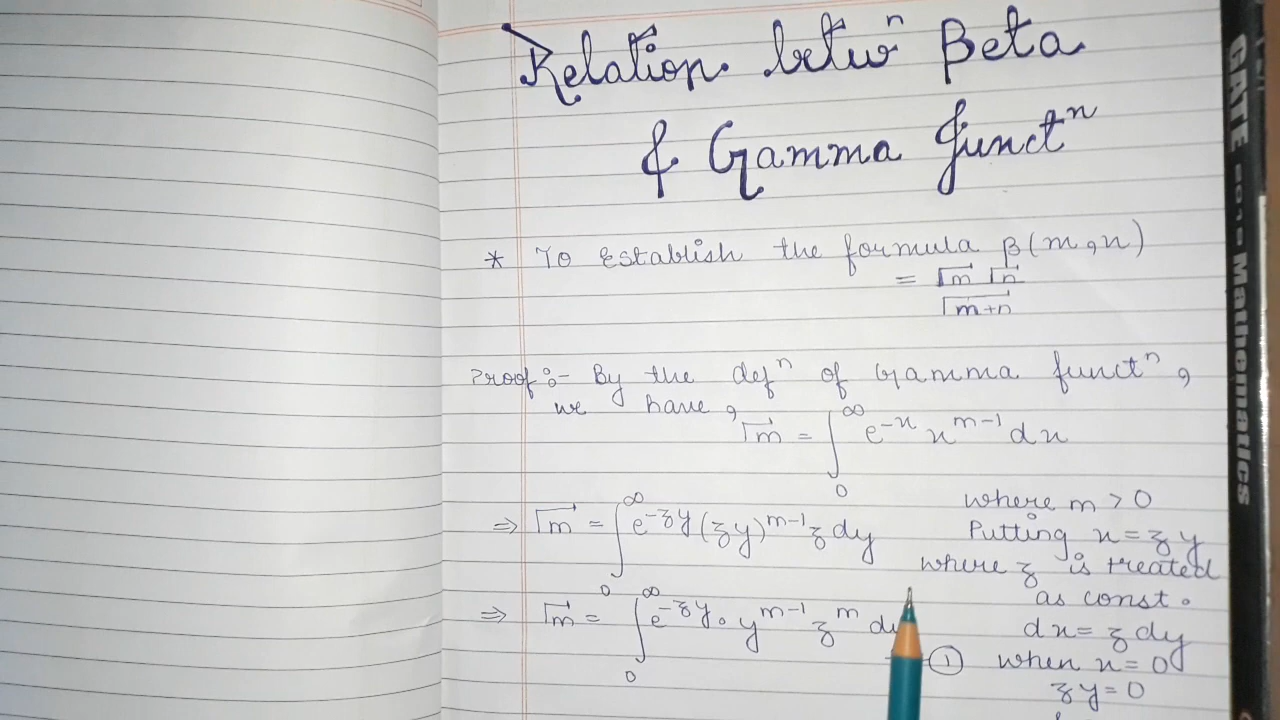 Relation betwⁿ Beta
& Gamma functⁿ
* To establish the formula β(m,n)
= Γm Γn
Γm+n
Proof:- By the defⁿ of Gamma functⁿ,
we have,
Γm = ∫₀^∞ e^-x x^m-1 dx
where m > 0
⇒ Γm = ∫₀^∞ e^-zy (zy)^m-1 z dy
Putting x = zy
where z is treated
as const.
⇒ Γm = ∫₀^∞ e^-zy . y^m-1 z^m dy
dx = z dy
① when x = 0
zy = 0
GATE
Mathematics